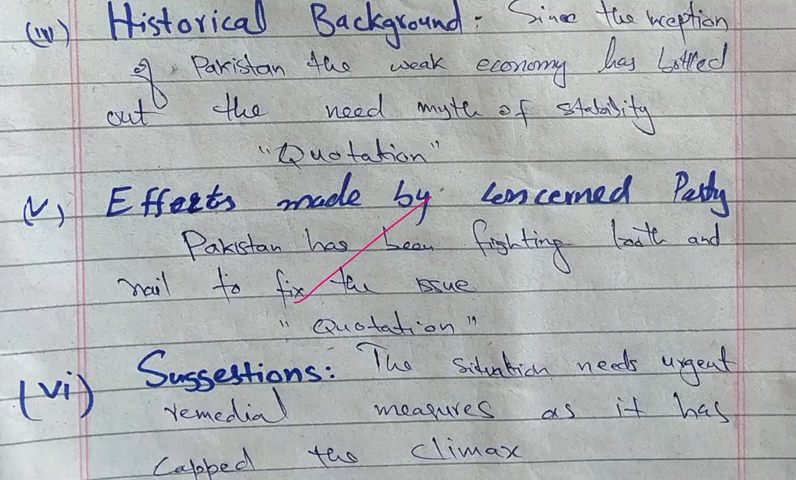 (iv) Historical Background: Since the inception
of Pakistan the weak economy has bottled
out the need myth of stability
"Quotation"
(v) Efforts made by concerned Party
Pakistan has been fighting tooth and
nail to fix the issue
"Quotation"
(vi) Suggestions: The situation needs urgent
remedial measures as it has
capped the climax